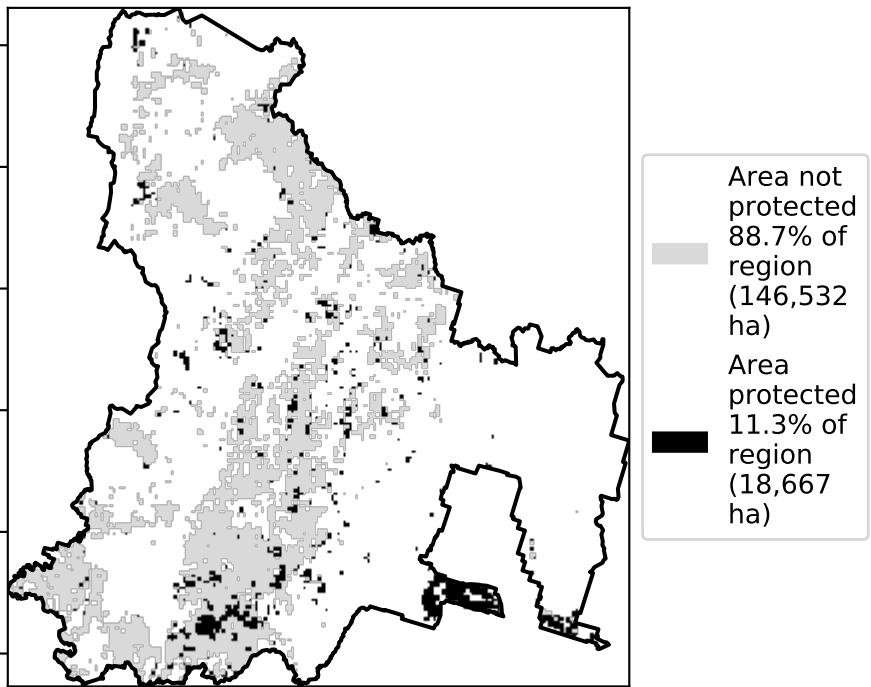 Area not
protected
88.7% of
region
(146,532
ha)
Area
protected
11.3% of
region
(18,667
ha)